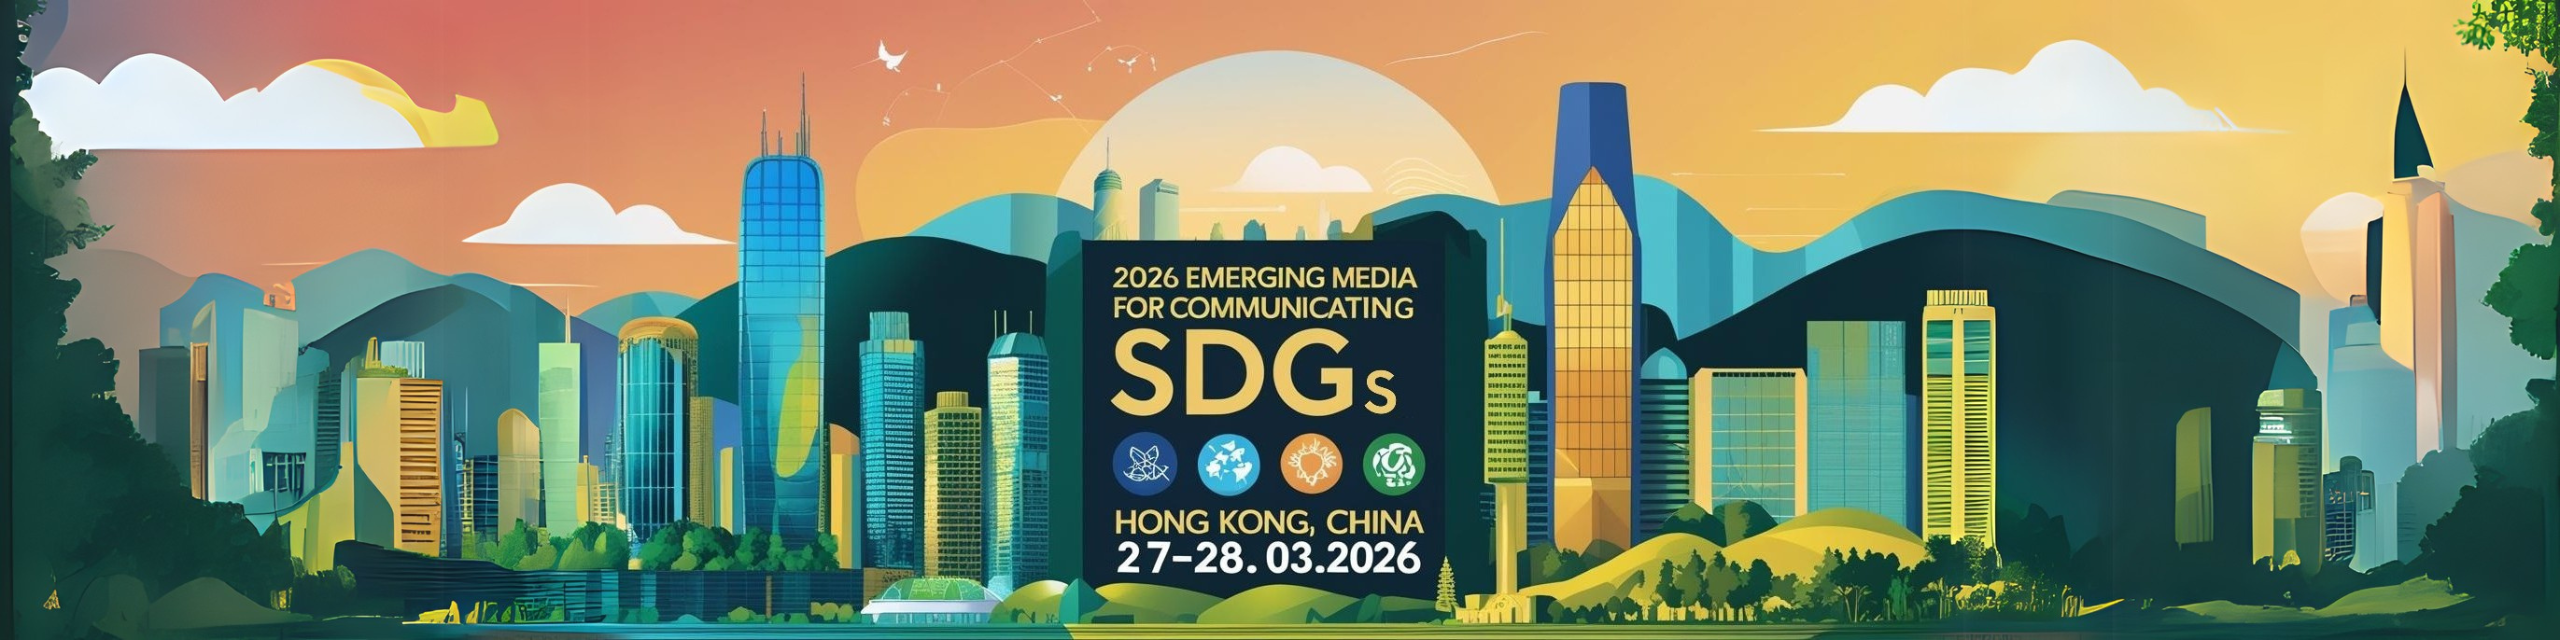 2026 EMERGING MEDIA
FOR COMMUNICATING
SDGs
HONG KONG, CHINA
27-28. 03.2026